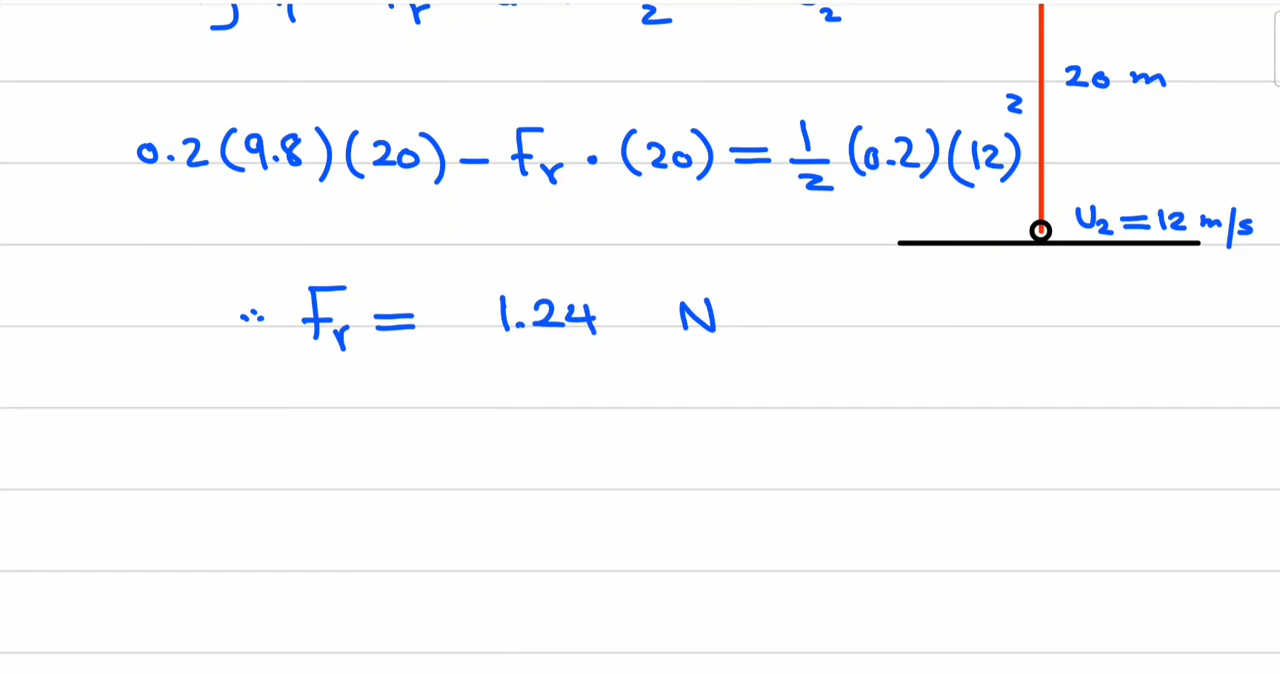 20 m
0.2(9.8)(20) - Fr · (20) = 1/2 (0.2)(12)²
U₂ = 12 m/s
∴ Fr = 1.24 N